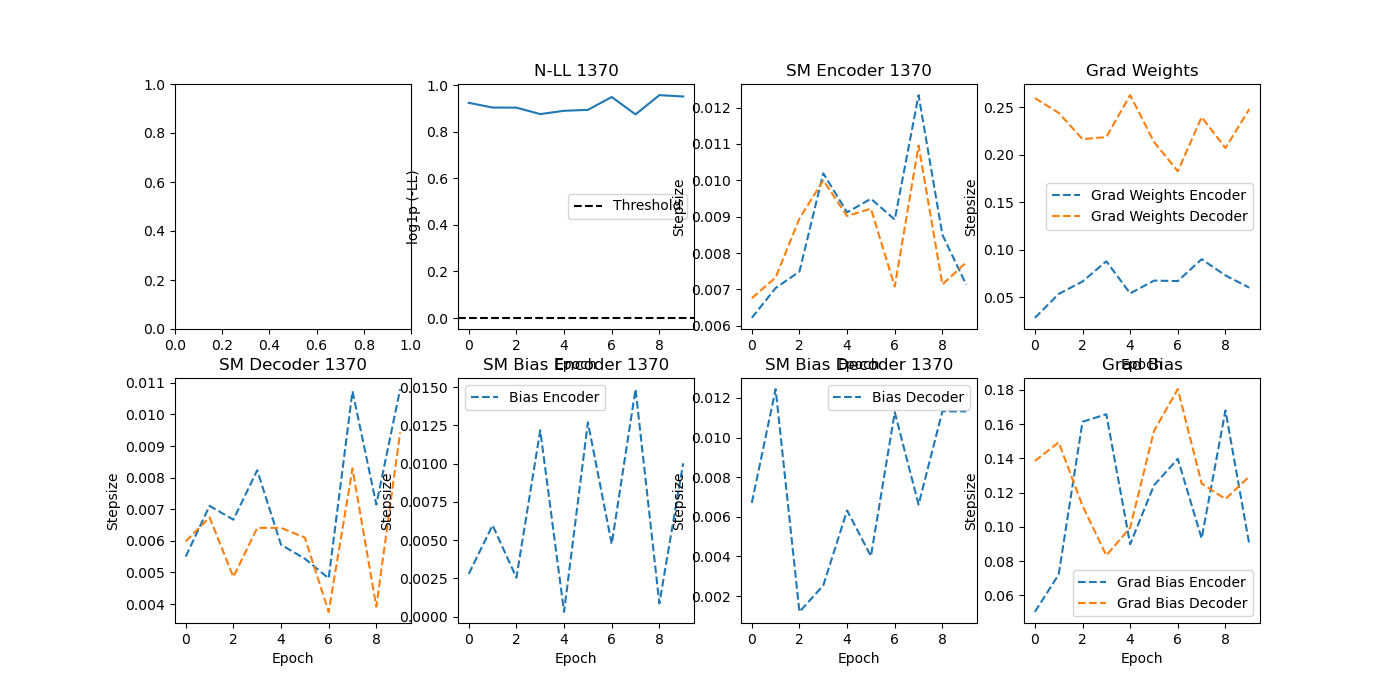 N-LL 1370
SM Encoder 1370
Grad Weights
1.0
0.8
0.6
0.4
0.2
0.0
0.0 0.2 0.4 0.6 0.8 1.0
log1p (-LL)
1.0
0.8
0.6
0.4
0.2
0.0
Threshold
0 2 4 6 8
Epoch
Stepsize
0.012
0.011
0.010
0.009
0.008
0.007
0.006
0 2 4 6 8
Epoch
Stepsize
0.25
0.20
0.15
0.10
0.05
Grad Weights Encoder
Grad Weights Decoder
0 2 4 6 8
Epoch
SM Decoder 1370
SM Bias Encoder 1370
SM Bias Decoder 1370
Grad Bias
Stepsize
0.011
0.010
0.009
0.008
0.007
0.006
0.005
0.004
0 2 4 6 8
Epoch
Stepsize
0.0150
0.0125
0.0100
0.0075
0.0050
0.0025
0.0000
Bias Encoder
0 2 4 6 8
Epoch
Stepsize
0.012
0.010
0.008
0.006
0.004
0.002
Bias Decoder
0 2 4 6 8
Epoch
Stepsize
0.18
0.16
0.14
0.12
0.10
0.08
0.06
Grad Bias Encoder
Grad Bias Decoder
0 2 4 6 8
Epoch